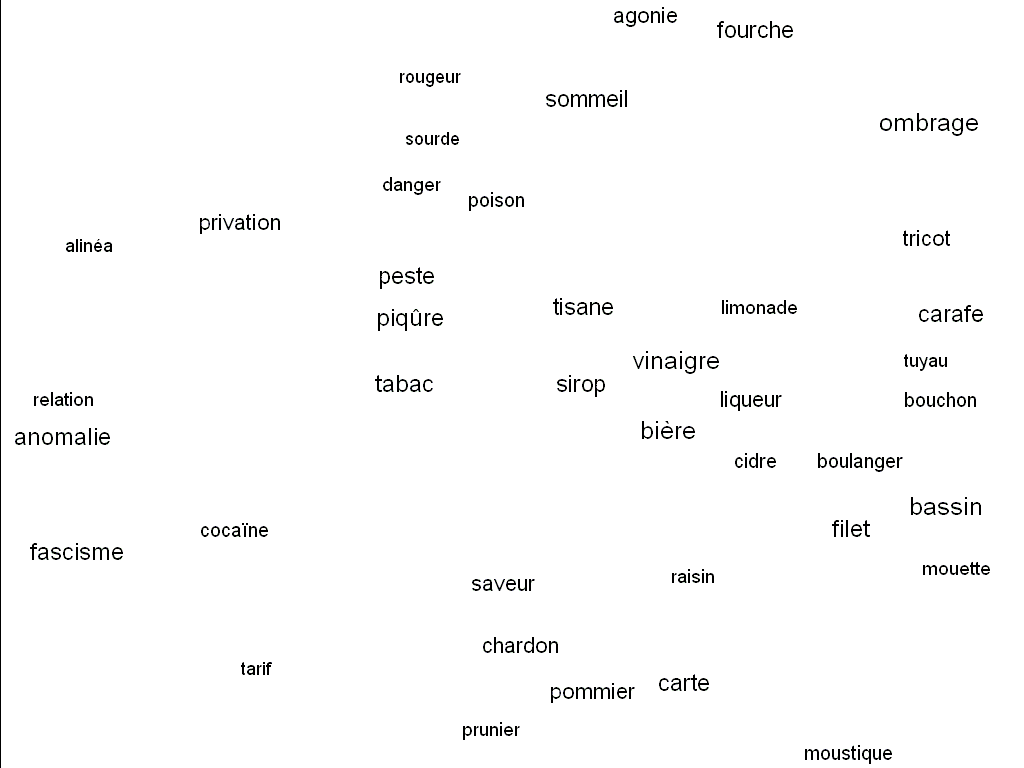 agonie
fourche
rougeur
sommeil
ombrage
sourde
danger
poison
privation
tricot
alinéa
peste
tisane
limonade
carafe
piqûre
vinaigre
tuyau
tabac
sirop
relation
liqueur
bouchon
anomalie
bière
cidre
boulanger
bassin
cocaïne
filet
fascisme
mouette
saveur
raisin
chardon
tarif
pommier
carte
prunier
moustique